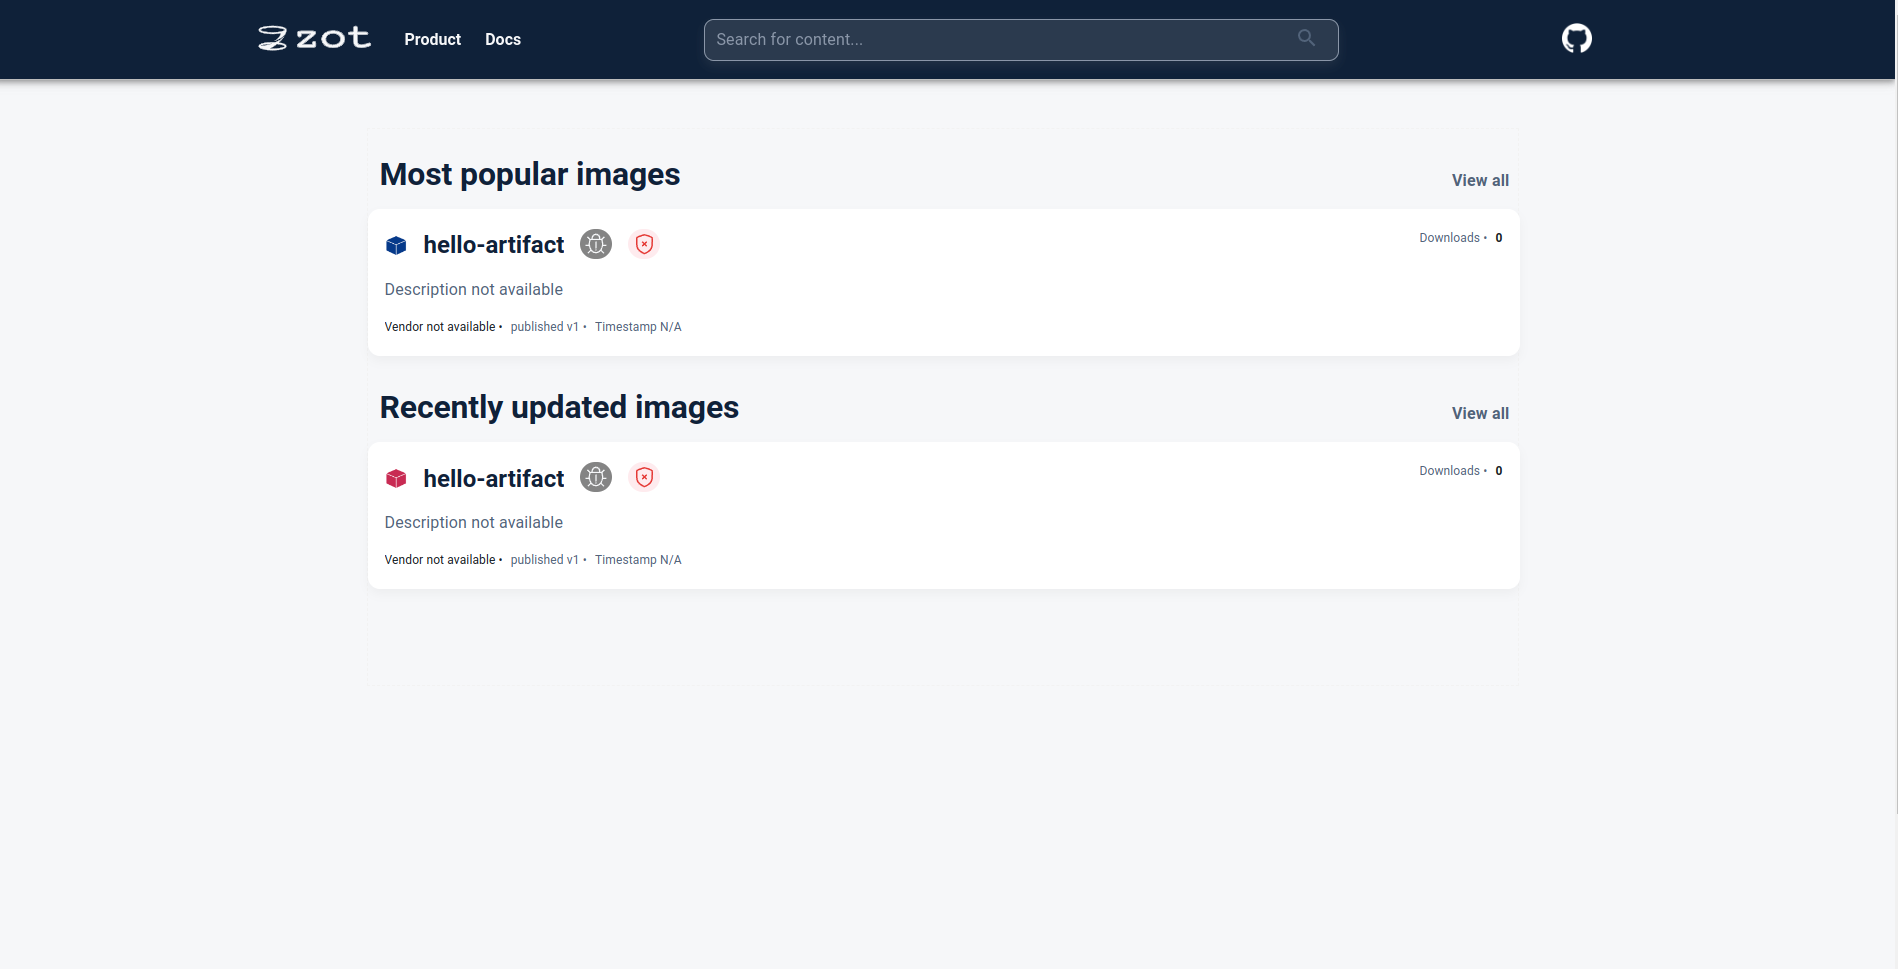 zot Product Docs Search for content...
Most popular images View all
hello-artifact Downloads • 0
Description not available
Vendor not available • published v1 • Timestamp N/A
Recently updated images View all
hello-artifact Downloads • 0
Description not available
Vendor not available • published v1 • Timestamp N/A